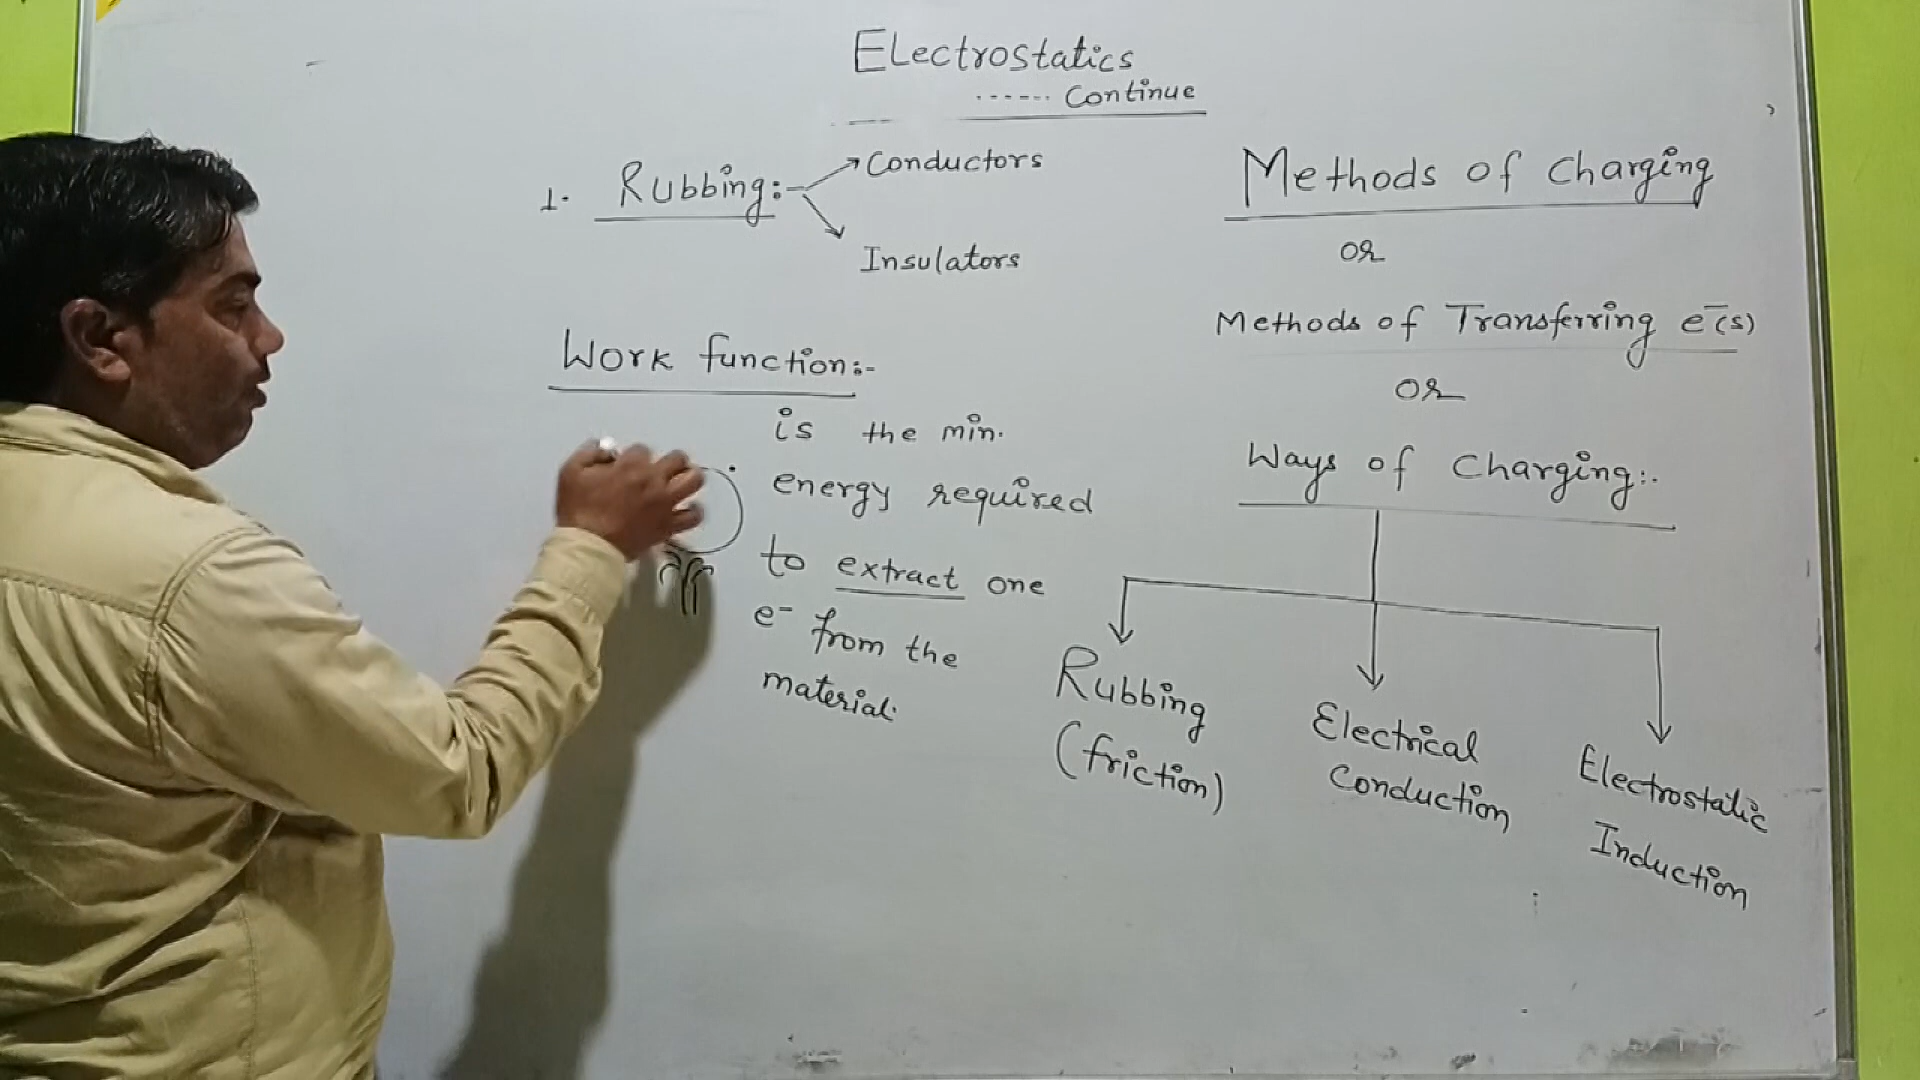 Electrostatics
...... Continue
1. Rubbing:-
Conductors
Insulators
Work function:-
is the min.
energy required
to extract one
e⁻ from the
material.
Methods of Charging
or
Methods of Transferring e⁻(s)
or
Ways of Charging:-
Rubbing
(friction)
Electrical
Conduction
Electrostatic
Induction